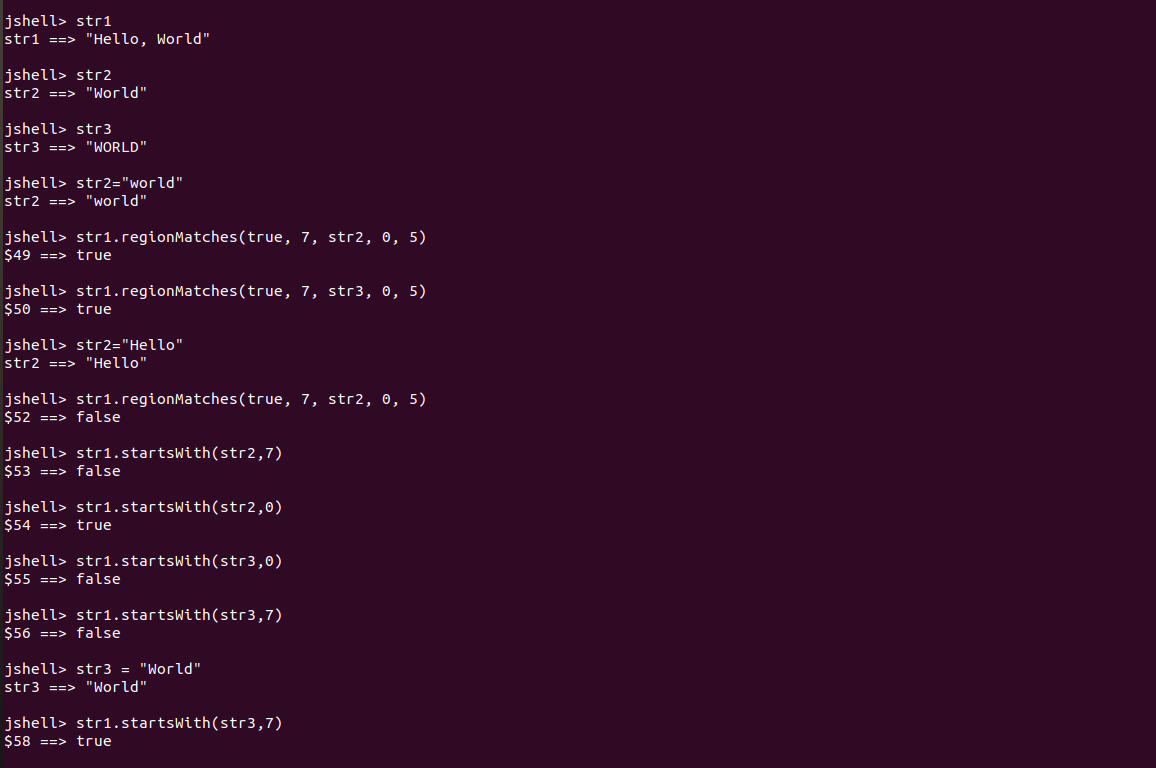 jshell> str1
str1 ==> "Hello, World"
jshell> str2
str2 ==> "World"
jshell> str3
str3 ==> "WORLD"
jshell> str2="world"
str2 ==> "world"
jshell> str1.regionMatches(true, 7, str2, 0, 5)
$49 ==> true
jshell> str1.regionMatches(true, 7, str3, 0, 5)
$50 ==> true
jshell> str2="Hello"
str2 ==> "Hello"
jshell> str1.regionMatches(true, 7, str2, 0, 5)
$52 ==> false
jshell> str1.startsWith(str2,7)
$53 ==> false
jshell> str1.startsWith(str2,0)
$54 ==> true
jshell> str1.startsWith(str3,0)
$55 ==> false
jshell> str1.startsWith(str3,7)
$56 ==> false
jshell> str3 = "World"
str3 ==> "World"
jshell> str1.startsWith(str3,7)
$58 ==> true